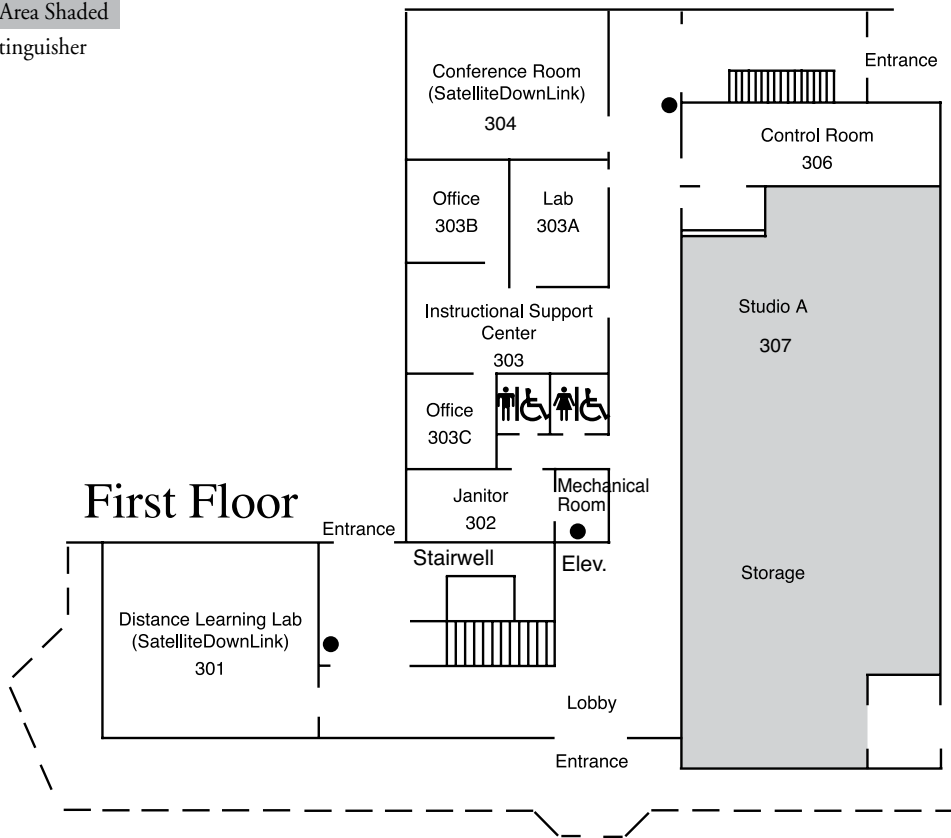 Area Shaded
tinguisher
Entrance
Conference Room
(SatelliteDownLink)
304
Control Room
306
Office
303B
Lab
303A
Studio A
307
Instructional Support
Center
303
Office
303C
First Floor
Janitor
302
Mechanical
Room
Entrance
Stairwell
Elev.
Storage
Distance Learning Lab
(SatelliteDownLink)
301
Lobby
Entrance